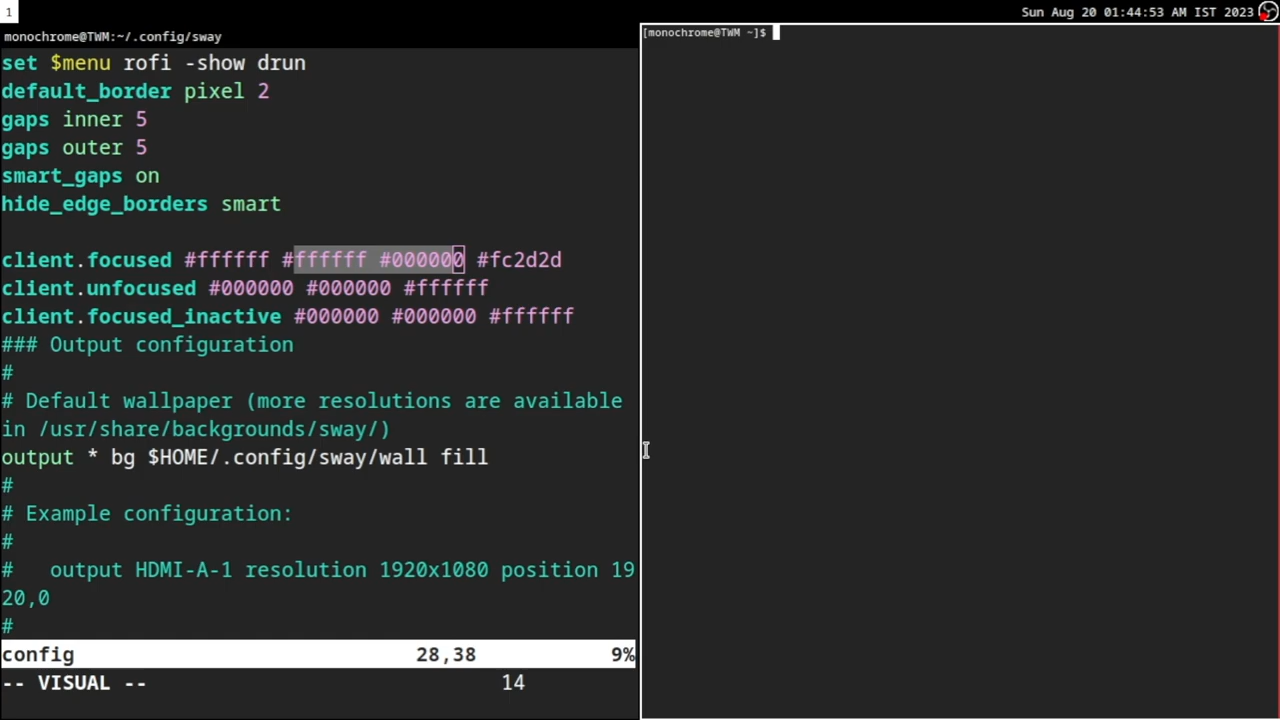 1
Sun Aug 20 01:44:53 AM IST 2023
monochrome@TWM:~/.config/sway
set $menu rofi -show drun
default_border pixel 2
gaps inner 5
gaps outer 5
smart_gaps on
hide_edge_borders smart
client.focused #ffffff #ffffff #000000 #fc2d2d
client.unfocused #000000 #000000 #ffffff
client.focused_inactive #000000 #000000 #ffffff
### Output configuration
#
# Default wallpaper (more resolutions are available
in /usr/share/backgrounds/sway/)
output * bg $HOME/.config/sway/wall fill
#
# Example configuration:
#
#   output HDMI-A-1 resolution 1920x1080 position 19
20,0
#
config 28,38 9%
-- VISUAL -- 14
[monochrome@TWM ~]$